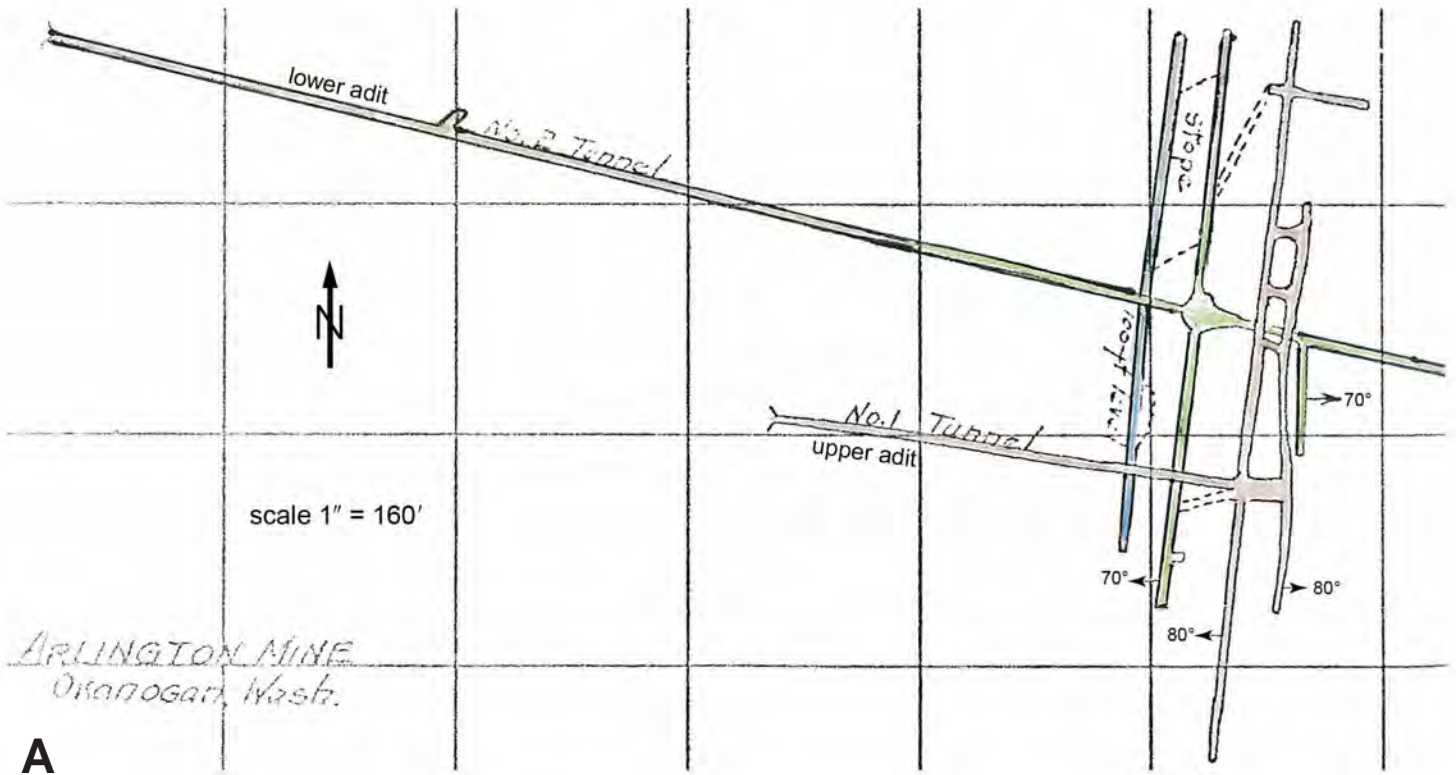 lower adit
No. 2 Tunnel
stope
N
70°
No. 1 Tunnel
upper adit
scale 1″ = 160′
70°
80°
80°
ARLINGTON MINE
Okanogan, Wash.
A